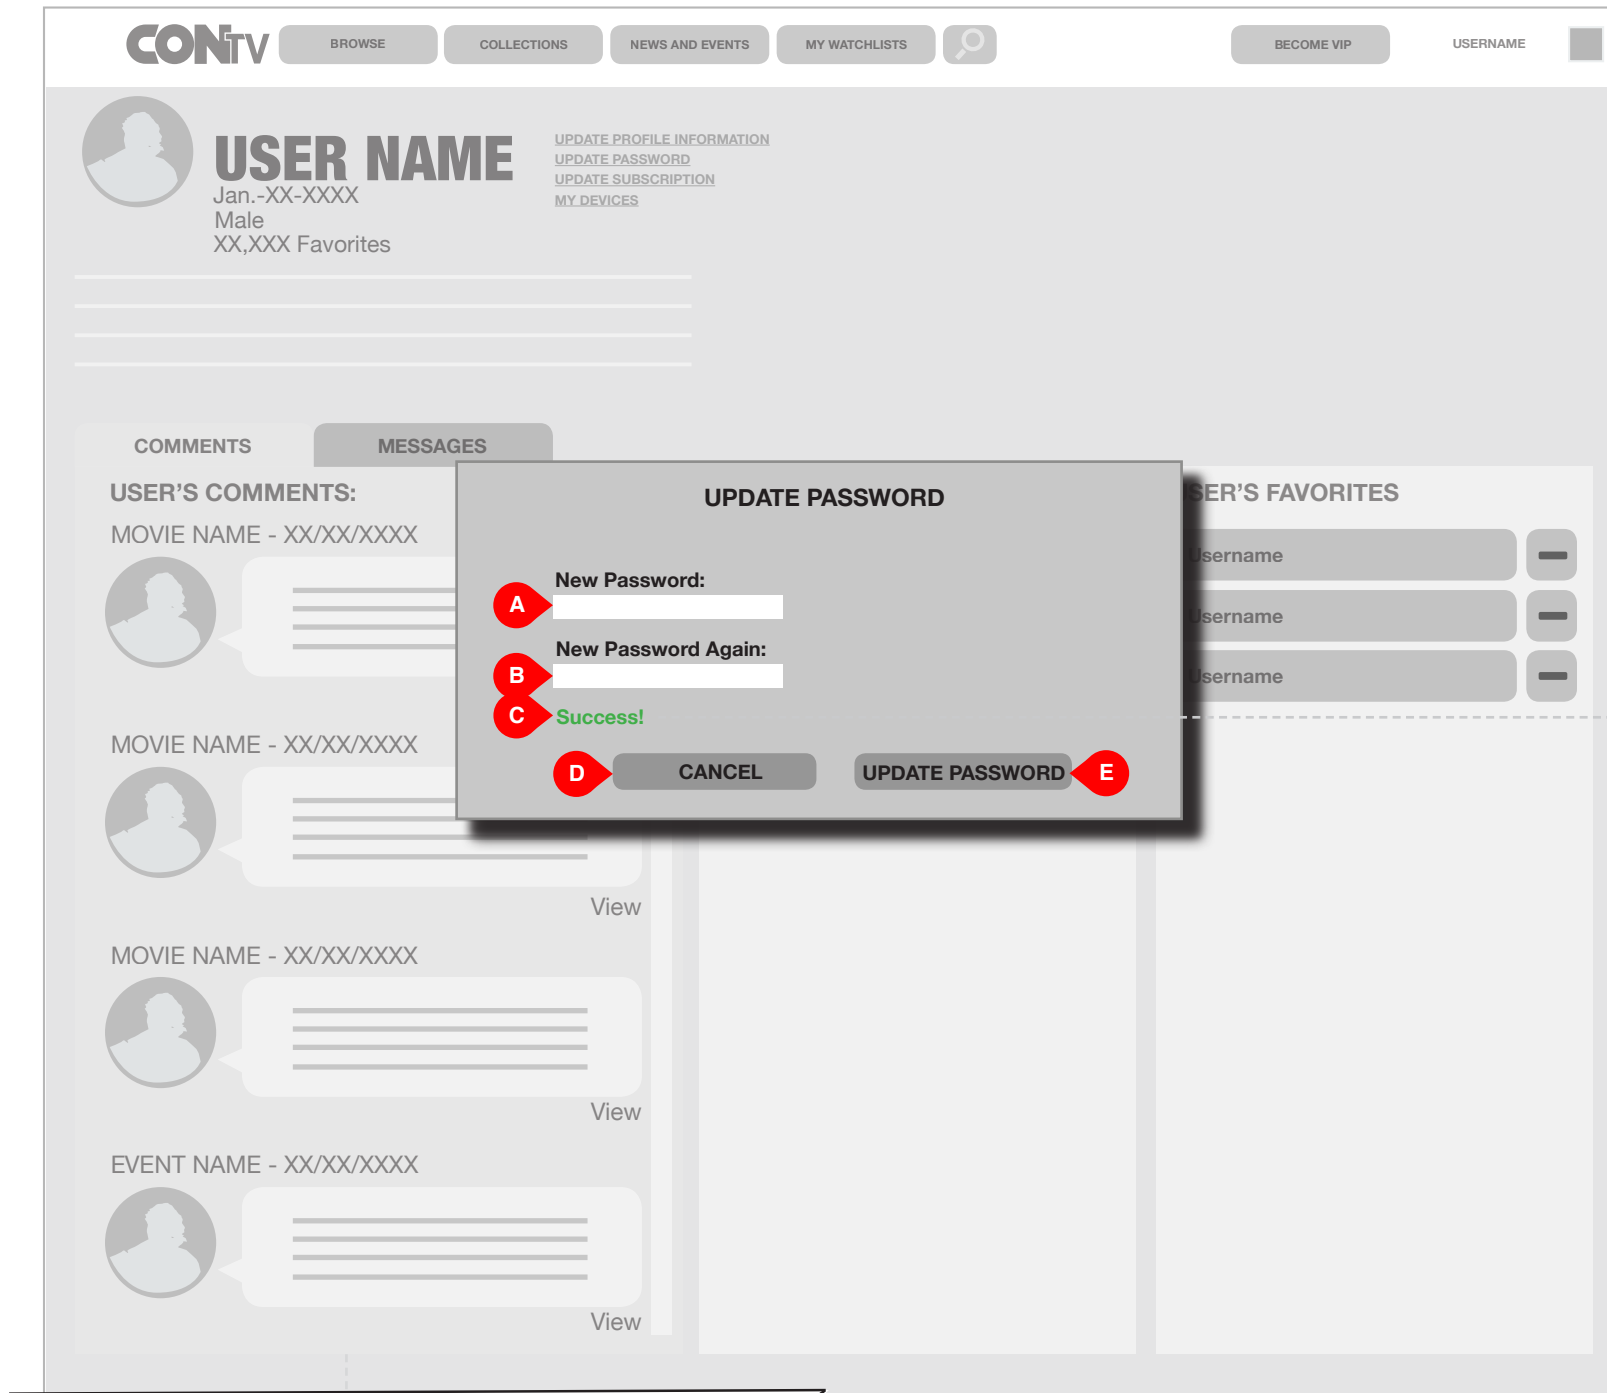 CONTV
BROWSE
COLLECTIONS
NEWS AND EVENTS
MY WATCHLISTS
BECOME VIP
USERNAME
USER NAME
Jan.-XX-XXXX
Male
XX,XXX Favorites
UPDATE PROFILE INFORMATION
UPDATE PASSWORD
UPDATE SUBSCRIPTION
MY DEVICES
COMMENTS
MESSAGES
USER'S COMMENTS:
MOVIE NAME - XX/XX/XXXX
MOVIE NAME - XX/XX/XXXX
View
MOVIE NAME - XX/XX/XXXX
View
EVENT NAME - XX/XX/XXXX
View
UPDATE PASSWORD
New Password:
A
New Password Again:
B
C
Success!
D
CANCEL
UPDATE PASSWORD
E
SER'S FAVORITES
Username
Username
Username